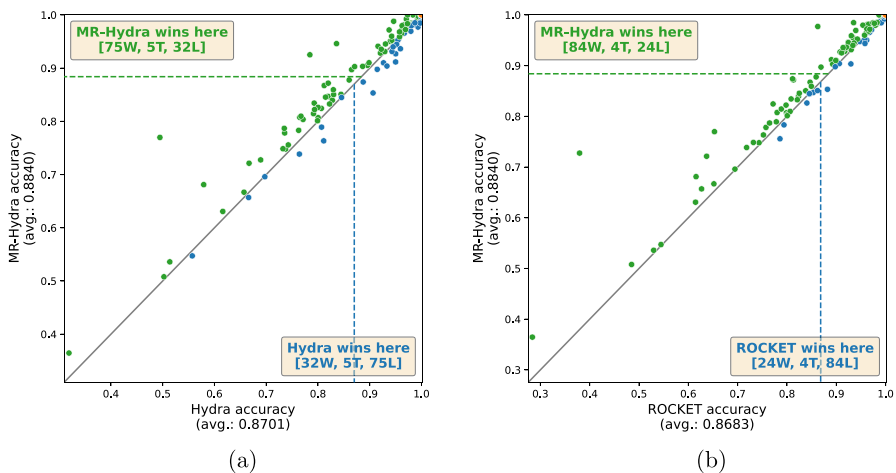 MR-Hydra wins here
[75W, 5T, 32L]
Hydra wins here
[32W, 5T, 75L]
1.0
0.9
0.8
0.7
0.6
0.5
0.4
MR-Hydra accuracy
(avg.: 0.8840)
0.4
0.5
0.6
0.7
0.8
0.9
1.0
Hydra accuracy
(avg.: 0.8701)
(a)
MR-Hydra wins here
[84W, 4T, 24L]
ROCKET wins here
[24W, 4T, 84L]
1.0
0.9
0.8
0.7
0.6
0.5
0.4
0.3
MR-Hydra accuracy
(avg.: 0.8840)
0.3
0.4
0.5
0.6
0.7
0.8
0.9
1.0
ROCKET accuracy
(avg.: 0.8683)
(b)